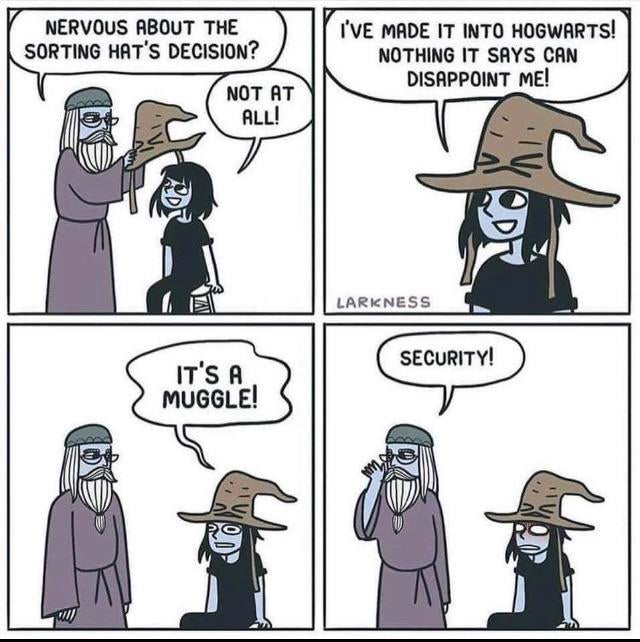 NERVOUS ABOUT THE
SORTING HAT'S DECISION?
NOT AT
ALL!
I'VE MADE IT INTO HOGWARTS!
NOTHING IT SAYS CAN
DISAPPOINT ME!
LARKNESS
IT'S A
MUGGLE!
SECURITY!